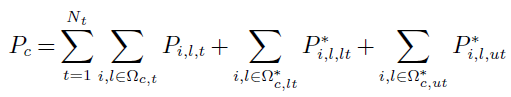 P_c = \sum_{t=1}^{N_t} \sum_{i,l \in \Omega_{c,t}} P_{i,l,t} + \sum_{i,l \in \Omega^*_{c,lt}} P^*_{i,l,lt} + \sum_{i,l \in \Omega^*_{c,ut}} P^*_{i,l,ut}